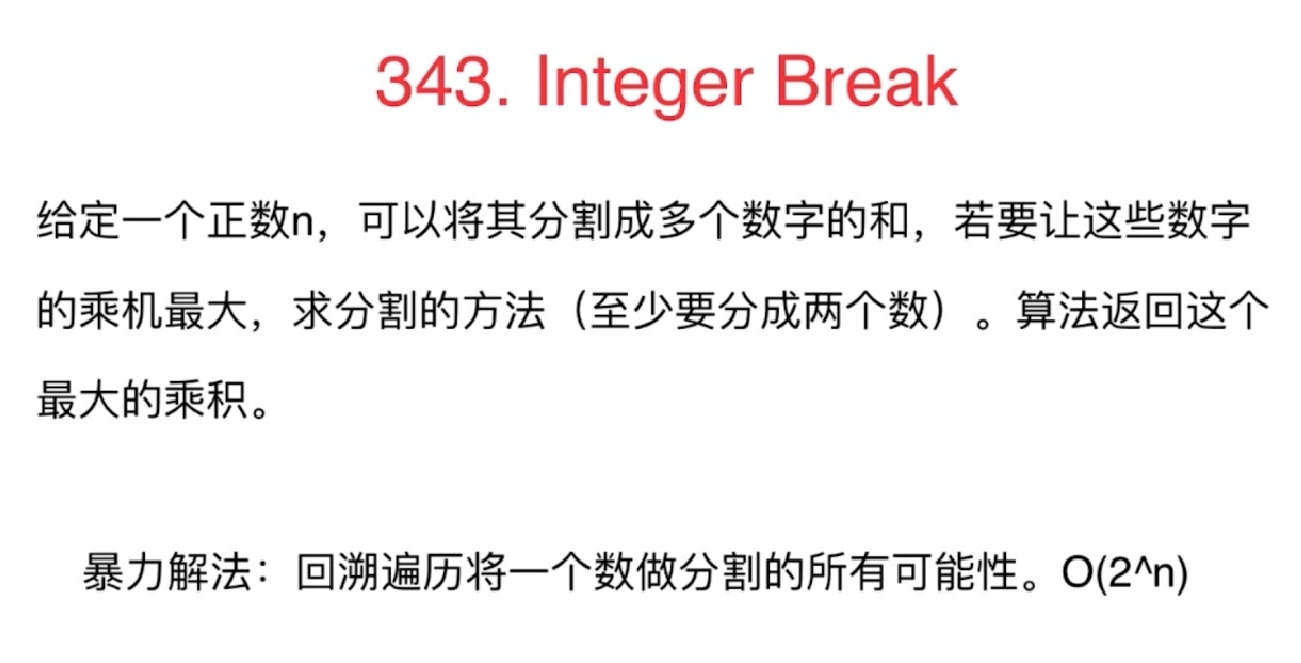 343. Integer Break
给定一个正数n，可以将其分割成多个数字的和，若要让这些数字
的乘机最大，求分割的方法（至少要分成两个数）。算法返回这个
最大的乘积。
暴力解法：回溯遍历将一个数做分割的所有可能性。O(2^n)